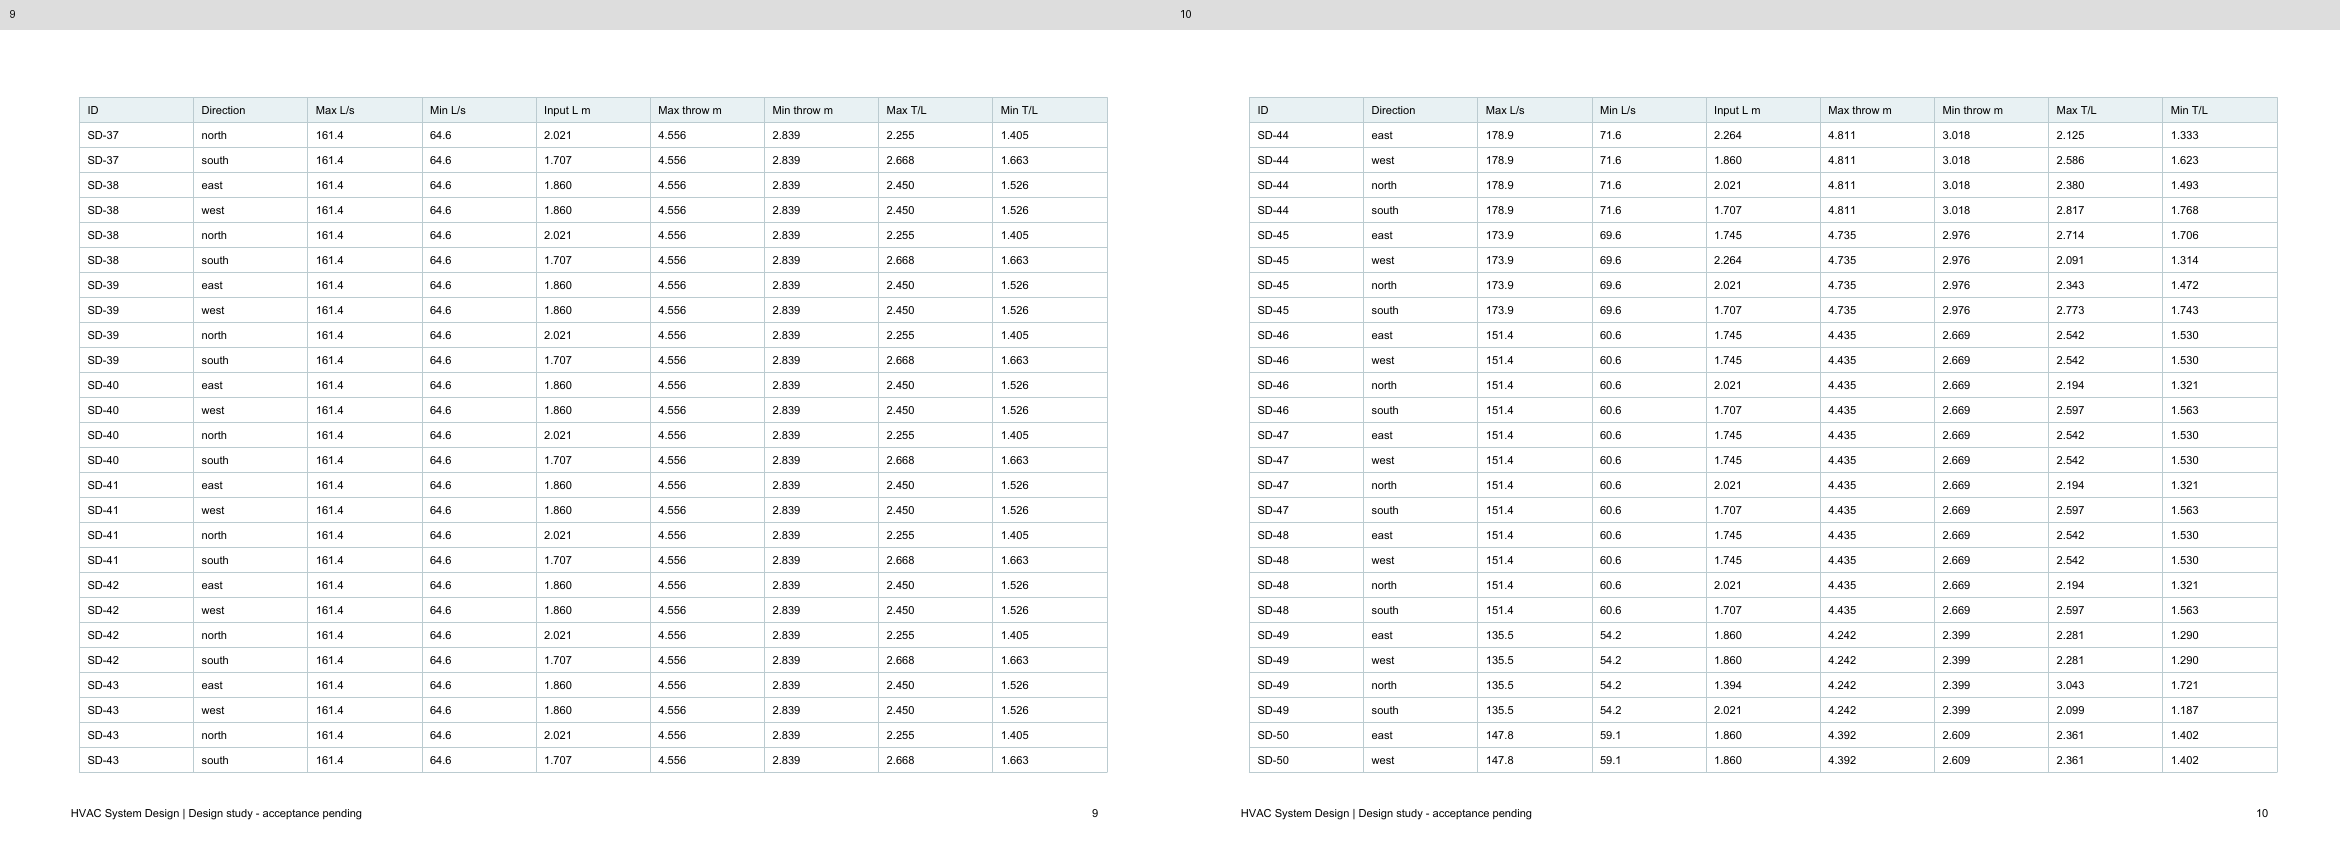 9
ID Direction Max L/s Min L/s Input L m Max throw m Min throw m Max T/L Min T/L
SD-37 north 161.4 64.6 2.021 4.556 2.839 2.255 1.405
SD-37 south 161.4 64.6 1.707 4.556 2.839 2.668 1.663
SD-38 east 161.4 64.6 1.860 4.556 2.839 2.450 1.526
SD-38 west 161.4 64.6 1.860 4.556 2.839 2.450 1.526
SD-38 north 161.4 64.6 2.021 4.556 2.839 2.255 1.405
SD-38 south 161.4 64.6 1.707 4.556 2.839 2.668 1.663
SD-39 east 161.4 64.6 1.860 4.556 2.839 2.450 1.526
SD-39 west 161.4 64.6 1.860 4.556 2.839 2.450 1.526
SD-39 north 161.4 64.6 2.021 4.556 2.839 2.255 1.405
SD-39 south 161.4 64.6 1.707 4.556 2.839 2.668 1.663
SD-40 east 161.4 64.6 1.860 4.556 2.839 2.450 1.526
SD-40 west 161.4 64.6 1.860 4.556 2.839 2.450 1.526
SD-40 north 161.4 64.6 2.021 4.556 2.839 2.255 1.405
SD-40 south 161.4 64.6 1.707 4.556 2.839 2.668 1.663
SD-41 east 161.4 64.6 1.860 4.556 2.839 2.450 1.526
SD-41 west 161.4 64.6 1.860 4.556 2.839 2.450 1.526
SD-41 north 161.4 64.6 2.021 4.556 2.839 2.255 1.405
SD-41 south 161.4 64.6 1.707 4.556 2.839 2.668 1.663
SD-42 east 161.4 64.6 1.860 4.556 2.839 2.450 1.526
SD-42 west 161.4 64.6 1.860 4.556 2.839 2.450 1.526
SD-42 north 161.4 64.6 2.021 4.556 2.839 2.255 1.405
SD-42 south 161.4 64.6 1.707 4.556 2.839 2.668 1.663
SD-43 east 161.4 64.6 1.860 4.556 2.839 2.450 1.526
SD-43 west 161.4 64.6 1.860 4.556 2.839 2.450 1.526
SD-43 north 161.4 64.6 2.021 4.556 2.839 2.255 1.405
SD-43 south 161.4 64.6 1.707 4.556 2.839 2.668 1.663
HVAC System Design | Design study - acceptance pending 9
10
ID Direction Max L/s Min L/s Input L m Max throw m Min throw m Max T/L Min T/L
SD-44 east 178.9 71.6 2.264 4.811 3.018 2.125 1.333
SD-44 west 178.9 71.6 1.860 4.811 3.018 2.586 1.623
SD-44 north 178.9 71.6 2.021 4.811 3.018 2.380 1.493
SD-44 south 178.9 71.6 1.707 4.811 3.018 2.817 1.768
SD-45 east 173.9 69.6 1.745 4.735 2.976 2.714 1.706
SD-45 west 173.9 69.6 2.264 4.735 2.976 2.091 1.314
SD-45 north 173.9 69.6 2.021 4.735 2.976 2.343 1.472
SD-45 south 173.9 69.6 1.707 4.735 2.976 2.773 1.743
SD-46 east 151.4 60.6 1.745 4.435 2.669 2.542 1.530
SD-46 west 151.4 60.6 1.745 4.435 2.669 2.542 1.530
SD-46 north 151.4 60.6 2.021 4.435 2.669 2.194 1.321
SD-46 south 151.4 60.6 1.707 4.435 2.669 2.597 1.563
SD-47 east 151.4 60.6 1.745 4.435 2.669 2.542 1.530
SD-47 west 151.4 60.6 1.745 4.435 2.669 2.542 1.530
SD-47 north 151.4 60.6 2.021 4.435 2.669 2.194 1.321
SD-47 south 151.4 60.6 1.707 4.435 2.669 2.597 1.563
SD-48 east 151.4 60.6 1.745 4.435 2.669 2.542 1.530
SD-48 west 151.4 60.6 1.745 4.435 2.669 2.542 1.530
SD-48 north 151.4 60.6 2.021 4.435 2.669 2.194 1.321
SD-48 south 151.4 60.6 1.707 4.435 2.669 2.597 1.563
SD-49 east 135.5 54.2 1.860 4.242 2.399 2.281 1.290
SD-49 west 135.5 54.2 1.860 4.242 2.399 2.281 1.290
SD-49 north 135.5 54.2 1.394 4.242 2.399 3.043 1.721
SD-49 south 135.5 54.2 2.021 4.242 2.399 2.099 1.187
SD-50 east 147.8 59.1 1.860 4.392 2.609 2.361 1.402
SD-50 west 147.8 59.1 1.860 4.392 2.609 2.361 1.402
HVAC System Design | Design study - acceptance pending 10